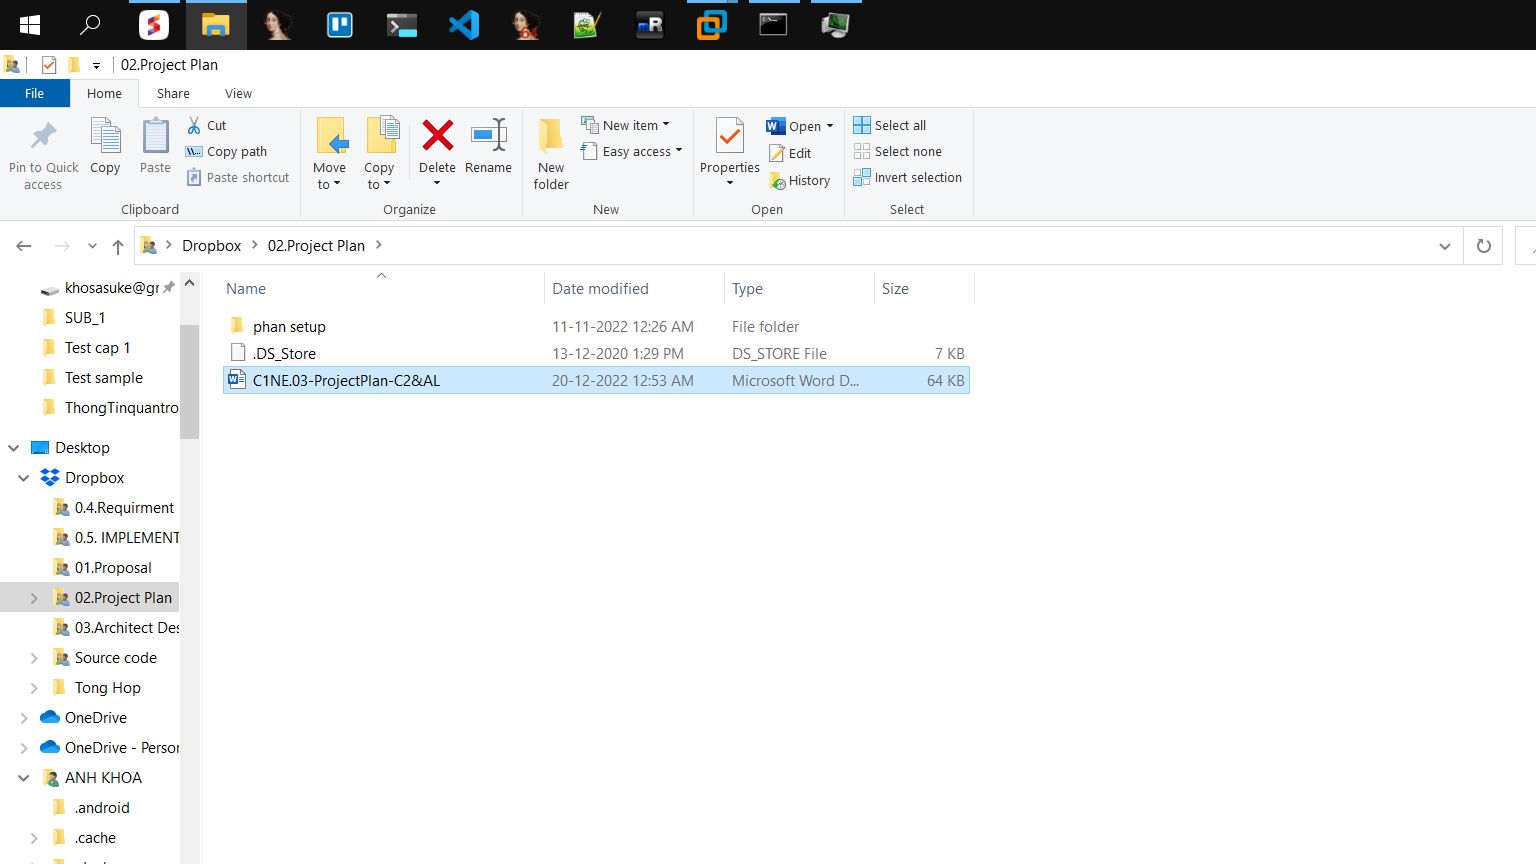 02.Project Plan
File Home Share View
Pin to Quick access
Copy
Paste
Cut
Copy path
Paste shortcut
Clipboard
Move to
Copy to
Delete
Rename
Organize
New folder
New item
Easy access
New
Properties
Open
Edit
History
Open
Select all
Select none
Invert selection
Select
Dropbox 02.Project Plan
Name Date modified Type Size
phan setup 11-11-2022 12:26 AM File folder
.DS_Store 13-12-2020 1:29 PM DS_STORE File 7 KB
C1NE.03-ProjectPlan-C2&AL 20-12-2022 12:53 AM Microsoft Word D... 64 KB
khosasuke@gr
SUB_1
Test cap 1
Test sample
ThongTinquantro
Desktop
Dropbox
0.4.Requirment
0.5. IMPLEMENT
01.Proposal
02.Project Plan
03.Architect Des
Source code
Tong Hop
OneDrive
OneDrive - Person
ANH KHOA
.android
.cache